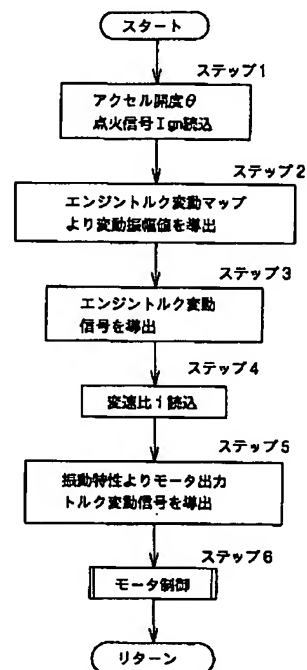 スタート
ステップ1
アクセル開度θ
点火信号Ign読込
ステップ2
エンジントルク変動マップ
より変動振幅値を導出
ステップ3
エンジントルク変動
信号を導出
ステップ4
変速比i読込
ステップ5
振動特性よりモータ出力
トルク変動信号を導出
ステップ6
モータ制御
リターン